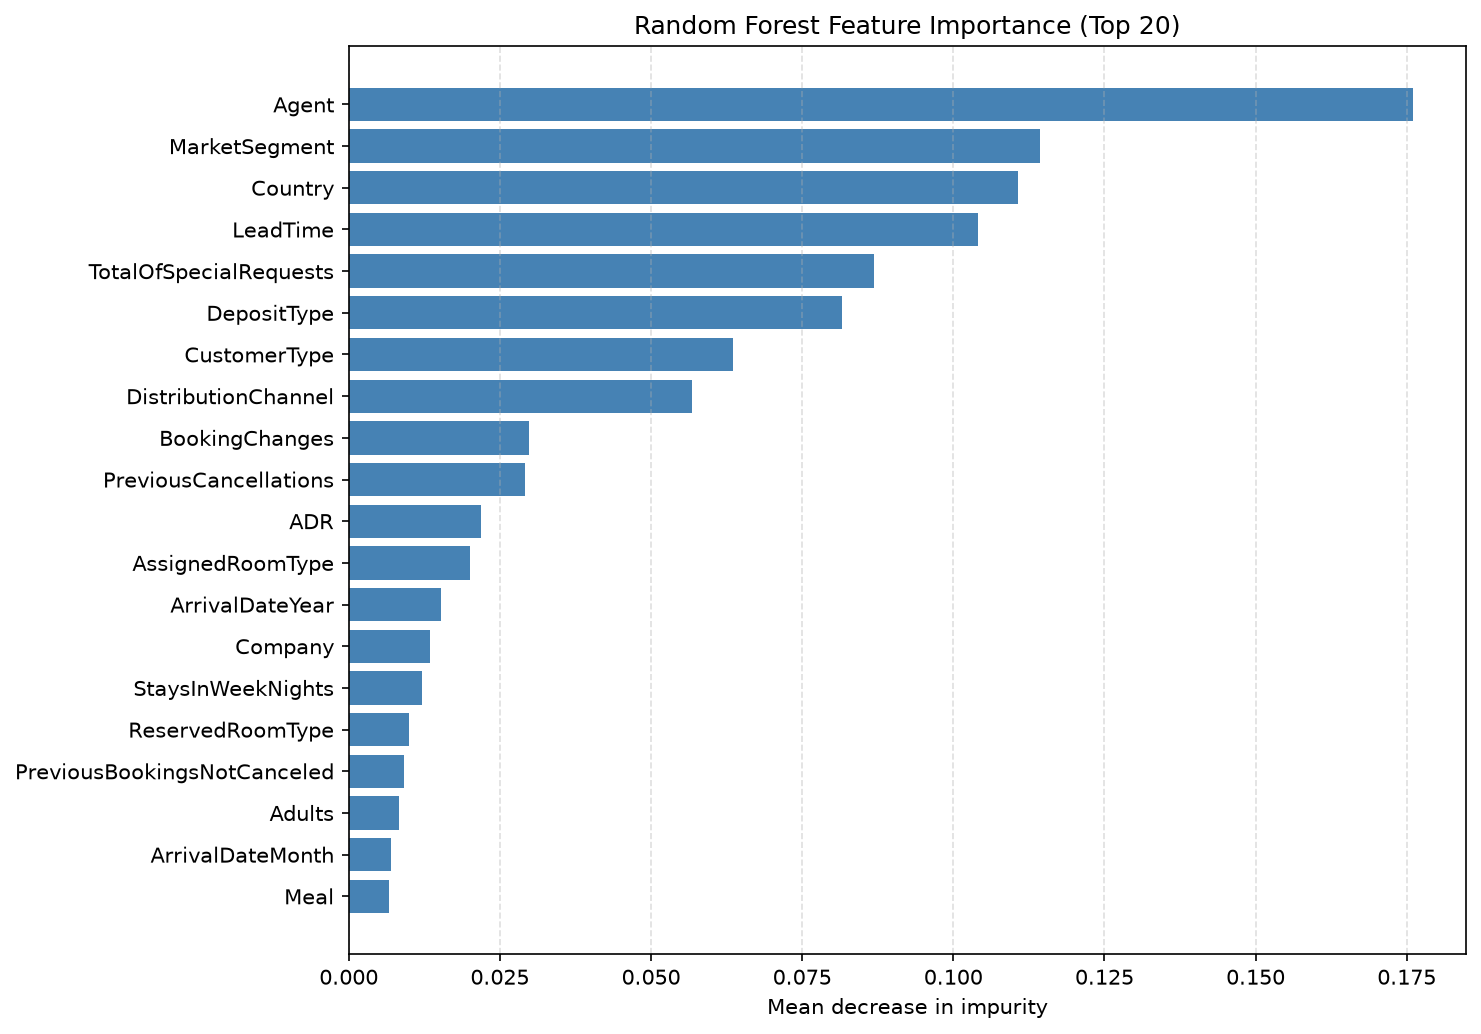 Random Forest Feature Importance (Top 20)
Agent
MarketSegment
Country
LeadTime
TotalOfSpecialRequests
DepositType
CustomerType
DistributionChannel
BookingChanges
PreviousCancellations
ADR
AssignedRoomType
ArrivalDateYear
Company
StaysInWeekNights
ReservedRoomType
PreviousBookingsNotCanceled
Adults
ArrivalDateMonth
Meal
0.000 0.025 0.050 0.075 0.100 0.125 0.150 0.175
Mean decrease in impurity